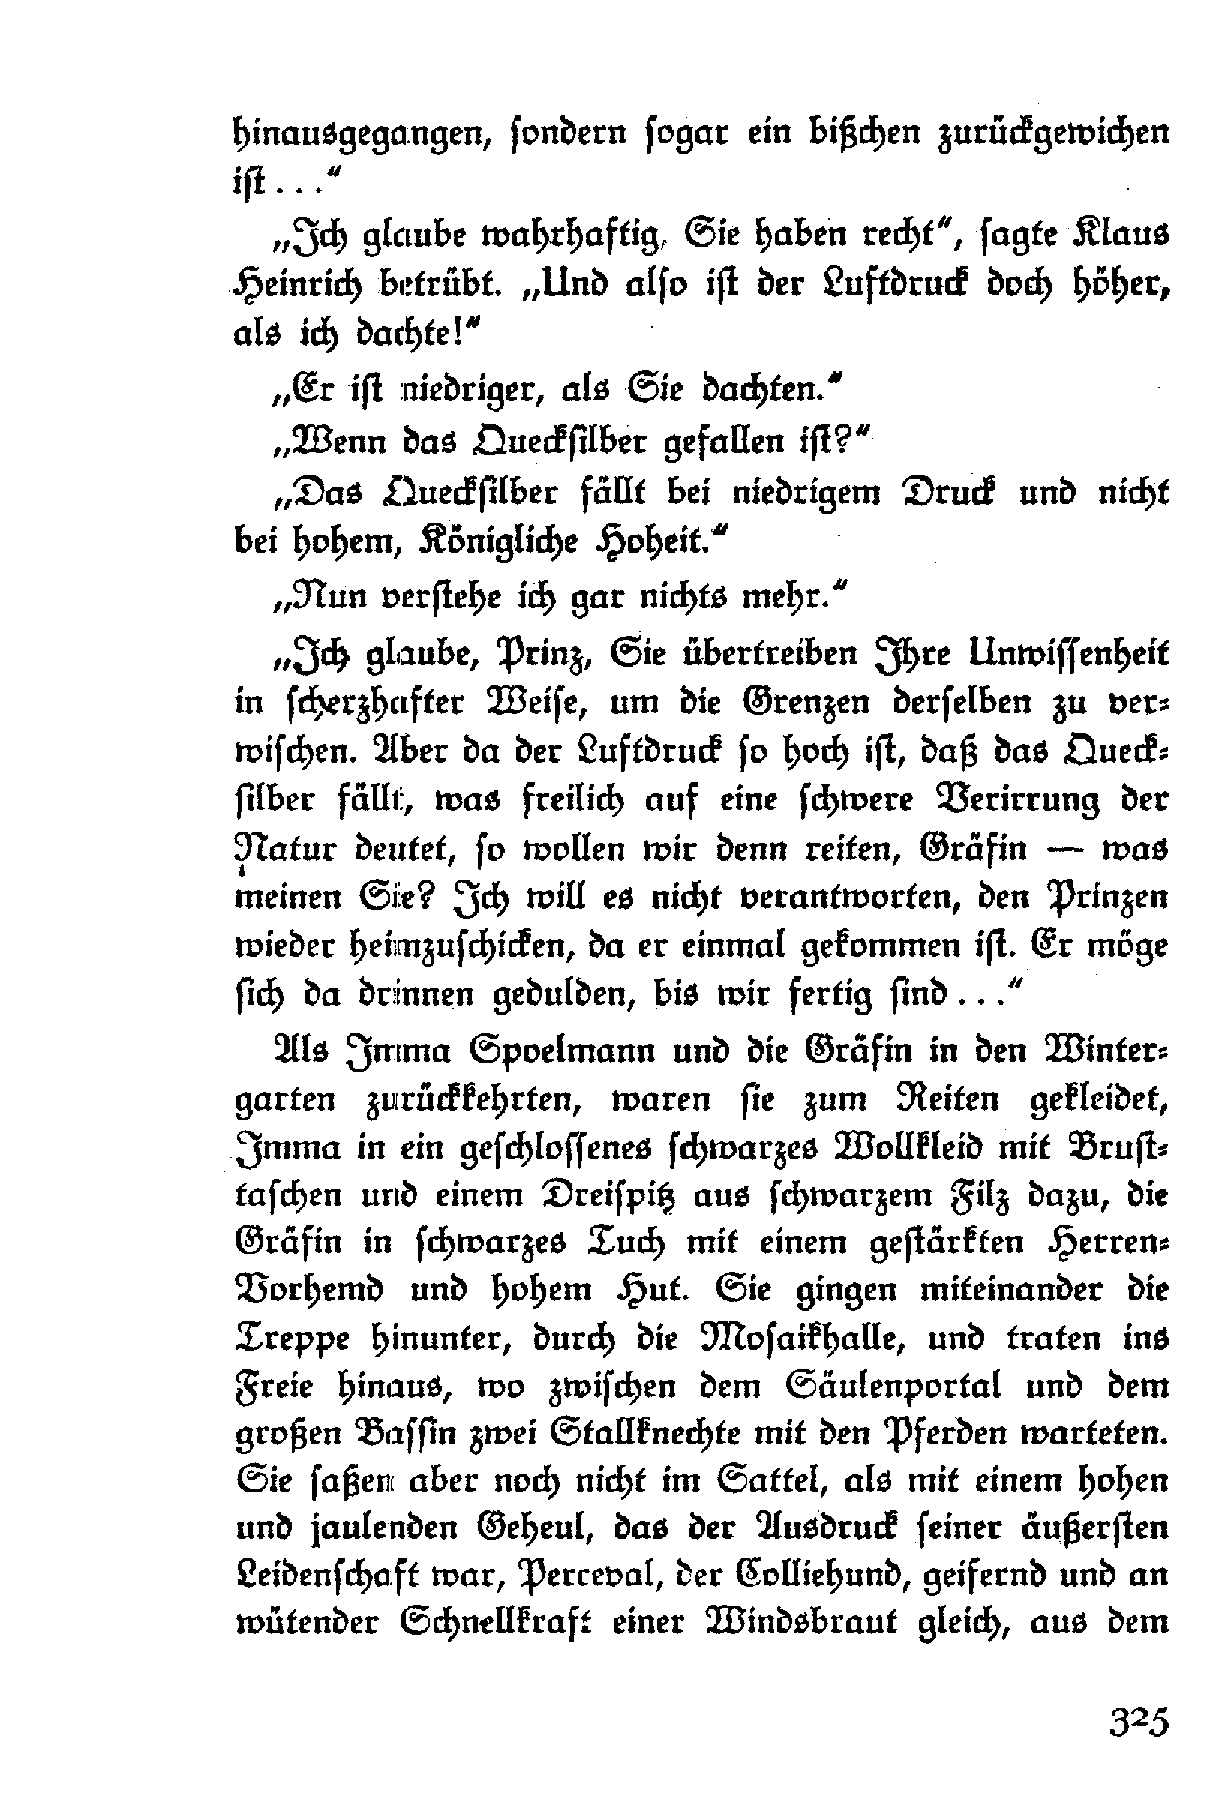 hinausgegangen, ſondern ſogar ein bißchen zurückgewichen
iſt . . .“
„Ich glaube wahrhaftig, Sie haben recht“, ſagte Klaus
Heinrich betrübt. „Und alſo iſt der Luftdruck doch höher,
als ich dachte!“
„Er iſt niedriger, als Sie dachten.“
„Wenn das Queckſilber gefallen iſt?“
„Das Queckſilber fällt bei niedrigem Druck und nicht
bei hohem, Königliche Hoheit.“
„Nun verſtehe ich gar nichts mehr.“
„Ich glaube, Prinz, Sie übertreiben Ihre Unwiſſenheit
in ſcherzhafter Weiſe, um die Grenzen derſelben zu ver⸗
wiſchen. Aber da der Luftdruck ſo hoch iſt, daß das Queck⸗
ſilber fällt, was freilich auf eine ſchwere Verirrung der
Natur deutet, ſo wollen wir denn reiten, Gräfin — was
meinen Sie? Ich will es nicht verantworten, den Prinzen
wieder heimzuſchicken, da er einmal gekommen iſt. Er möge
ſich da drinnen gedulden, bis wir fertig ſind . . .“
Als Imma Spoelmann und die Gräfin in den Winter⸗
garten zurückkehrten, waren ſie zum Reiten gekleidet,
Imma in ein geſchloſſenes ſchwarzes Wollkleid mit Bruſt⸗
taſchen und einem Dreiſpitz aus ſchwarzem Filz dazu, die
Gräfin in ſchwarzes Tuch mit einem geſtärkten Herren⸗
Vorhemd und hohem Hut. Sie gingen miteinander die
Treppe hinunter, durch die Moſaikhalle, und traten ins
Freie hinaus, wo zwiſchen dem Säulenportal und dem
großen Baſſin zwei Stallknechte mit den Pferden warteten.
Sie ſaßen aber noch nicht im Sattel, als mit einem hohen
und jaulenden Geheul, das der Ausdruck ſeiner äußerſten
Leidenſchaft war, Perceval, der Colliehund, geifernd und an
wütender Schnellkraft einer Windsbraut gleich, aus dem
325